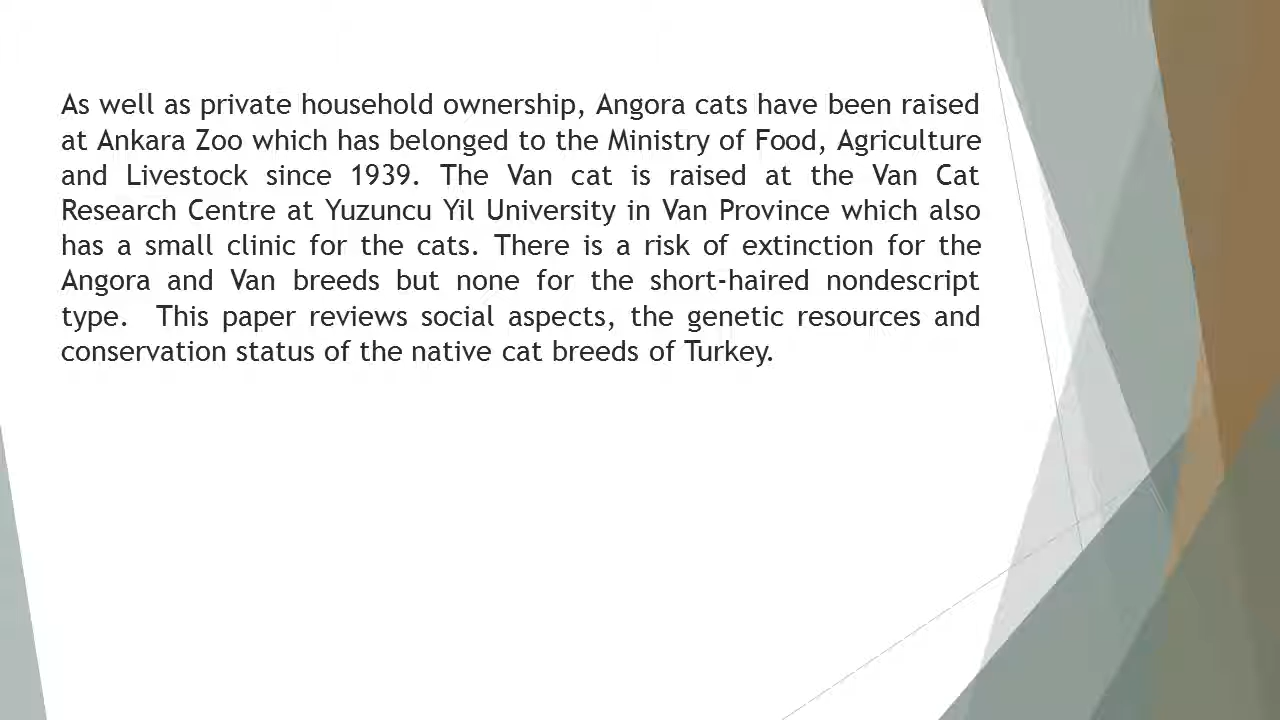 As well as private household ownership, Angora cats have been raised
at Ankara Zoo which has belonged to the Ministry of Food, Agriculture
and Livestock since 1939. The Van cat is raised at the Van Cat
Research Centre at Yuzuncu Yil University in Van Province which also
has a small clinic for the cats. There is a risk of extinction for the
Angora and Van breeds but none for the short-haired nondescript
type.  This paper reviews social aspects, the genetic resources and
conservation status of the native cat breeds of Turkey.